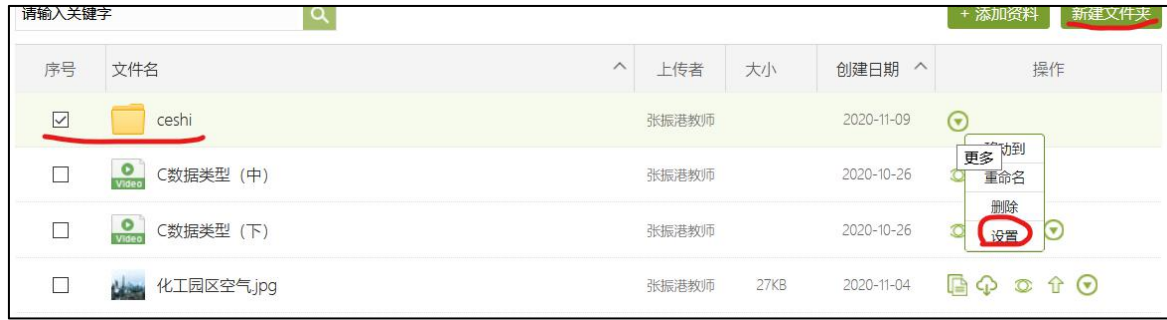 请输入关键字 + 添加资料 新建文件夹
序号 文件名 上传者 大小 创建日期 操作
ceshi 张振港教师 2020-11-09
移动到
更多
Video C数据类型（中） 张振港教师 2020-10-26 重命名
删除
Video C数据类型（下） 张振港教师 2020-10-26 设置
化工园区空气.jpg 张振港教师 27KB 2020-11-04